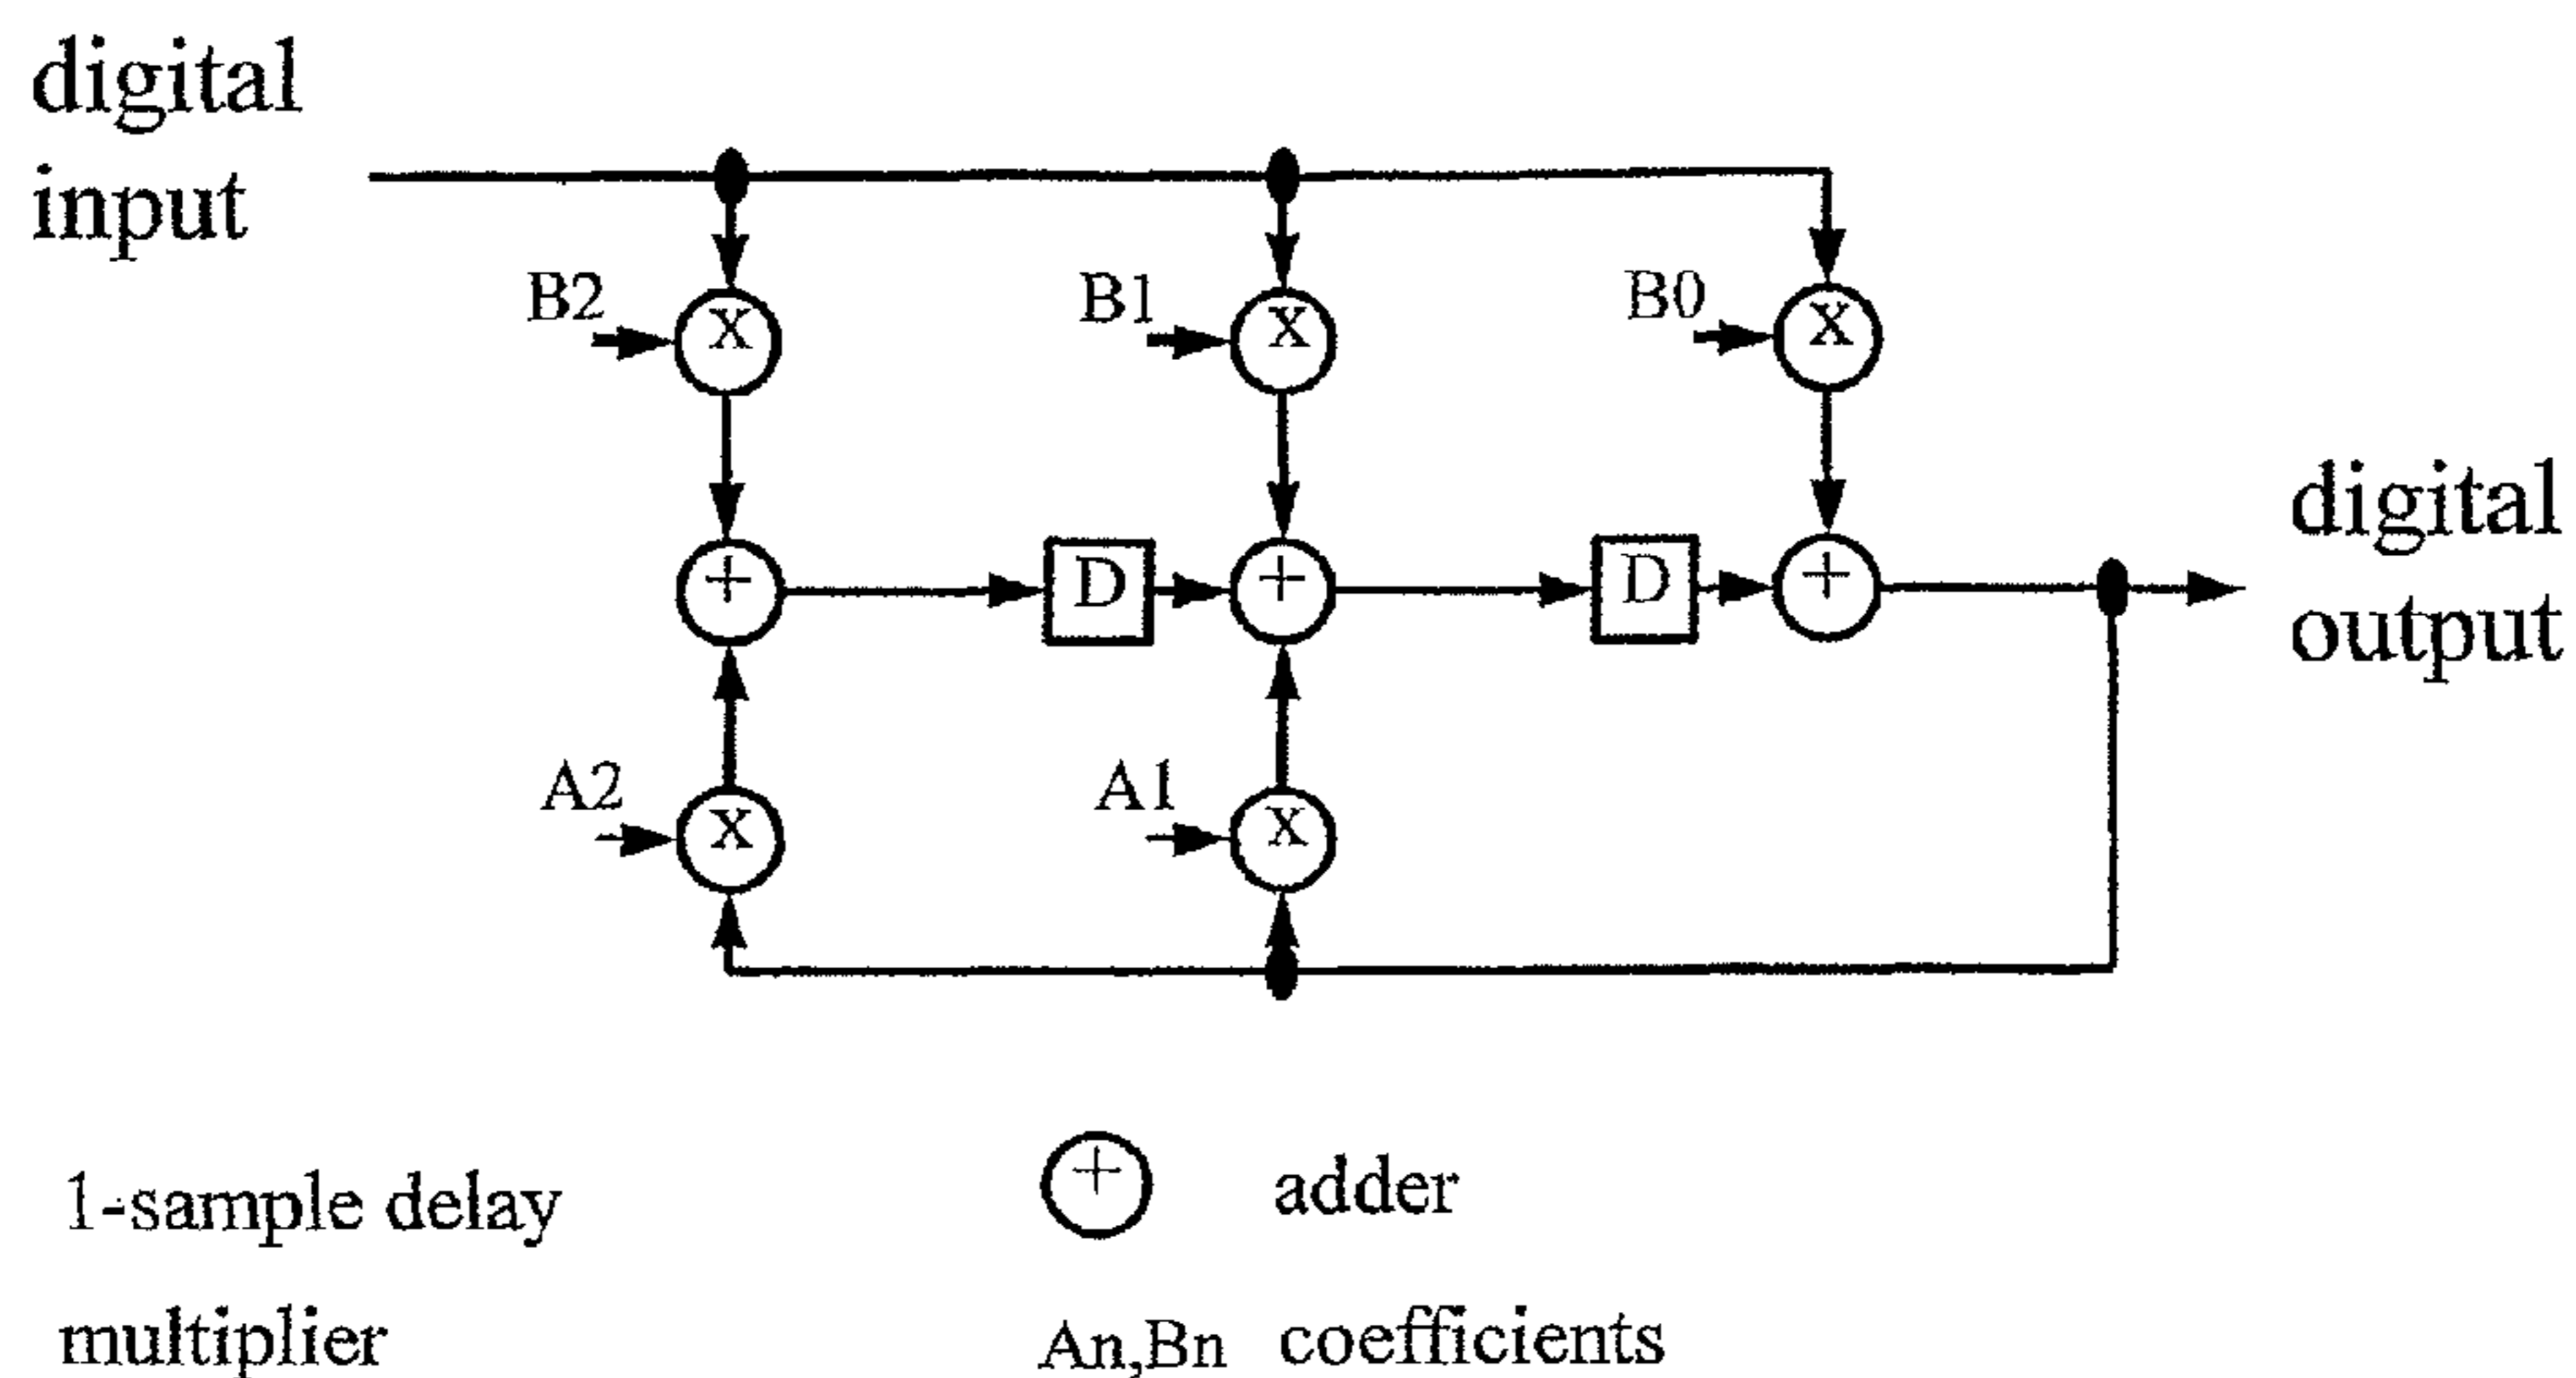 digital
input
B2
B1
B0
X
X
X
digital
output
+
D
+
D
+
A2
A1
X
X
1-sample delay
+
adder
multiplier
An,Bn coefficients